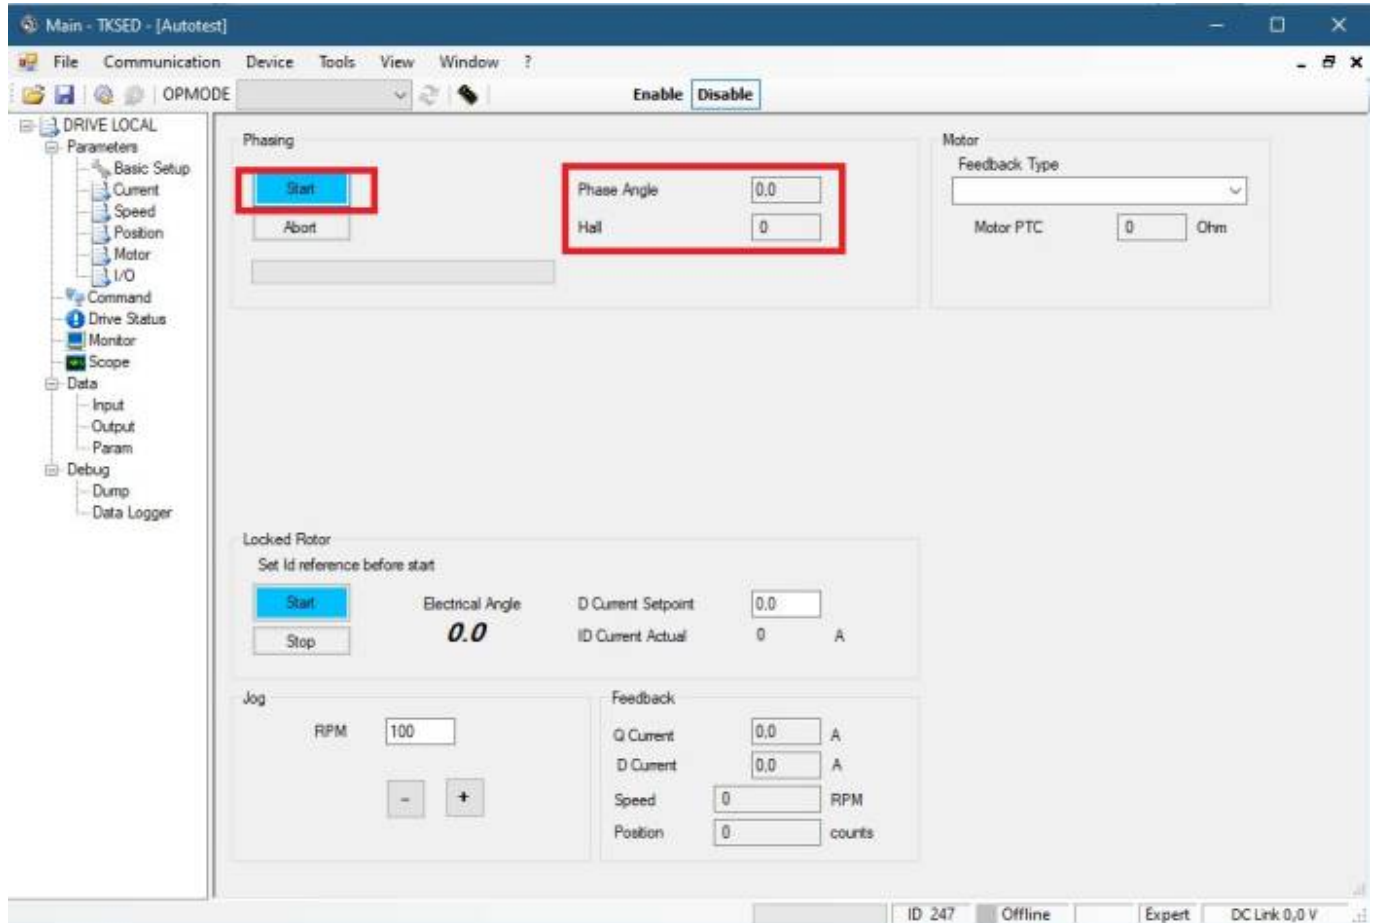 Main - TKSED - [Autotest]
File Communication Device Tools View Window ?
OPMODE Enable Disable
DRIVE LOCAL
Parameters
Basic Setup
Current
Speed
Position
Motor
I/O
Command
Drive Status
Monitor
Scope
Data
Input
Output
Param
Debug
Dump
Data Logger
Phasing
Start
Abort
Phase Angle 0.0
Hall 0
Motor
Feedback Type
Motor PTC 0 Ohm
Locked Rotor
Set Id reference before start
Start
Stop
Electrical Angle
0.0
D Current Setpoint 0.0
ID Current Actual 0 A
Jog
RPM 100
- +
Feedback
Q Current 0,0 A
D Current 0,0 A
Speed 0 RPM
Position 0 counts
ID 247 Offline Expert DC Link 0,0 V